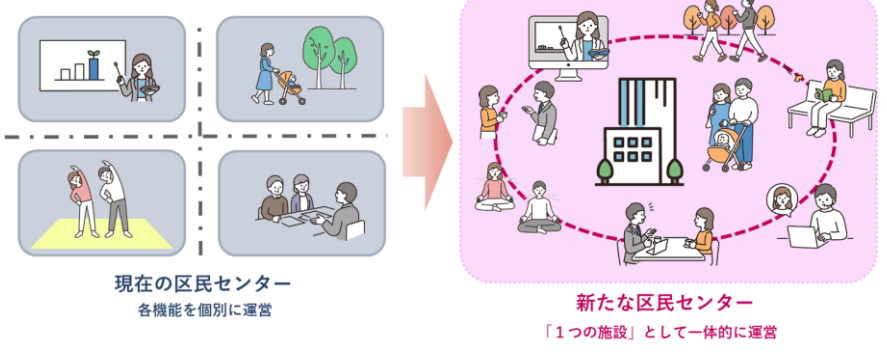 現在の区民センター
各機能を個別に運営
新たな区民センター
「１つの施設」として一体的に運営